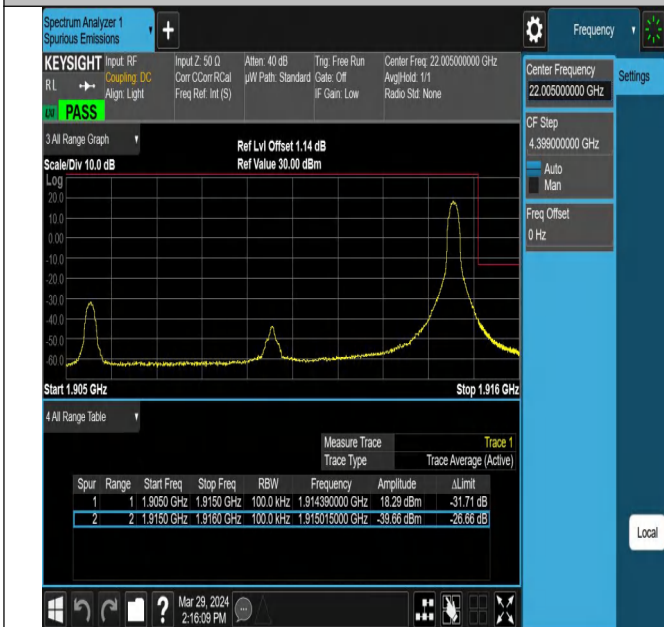 Spectrum Analyzer 1
Spurious Emissions
Frequency
KEYSIGHT Input: RF Input Z: 50 Ω Atten: 40 dB Trig: Free Run Center Freq: 22.005000000 GHz
RL Coupling: DC Corr CCorr RCal µW Path: Standard Gate: Off Avg|Hold: 1/1
Align: Light Freq Ref: Int (S) IF Gain: Low Radio Std: None
PASS
Center Frequency
22.005000000 GHz
Settings
CF Step
4.399000000 GHz
Auto
Man
Freq Offset
0 Hz
3 All Range Graph
Ref Lvl Offset 1.14 dB
Scale/Div 10.0 dB Ref Value 30.00 dBm
Log
20.0
10.0
0.00
-10.0
-20.0
-30.0
-40.0
-50.0
-60.0
Start 1.905 GHz Stop 1.916 GHz
4 All Range Table
Measure Trace Trace 1
Trace Type Trace Average (Active)
Spur Range Start Freq Stop Freq RBW Frequency Amplitude ΔLimit
1 1 1.9050 GHz 1.9150 GHz 100.0 kHz 1.914390000 GHz 18.29 dBm -31.71 dB
2 2 1.9150 GHz 1.9160 GHz 100.0 kHz 1.915015000 GHz -39.66 dBm -26.66 dB
Local
Mar 29, 2024
2:16:09 PM